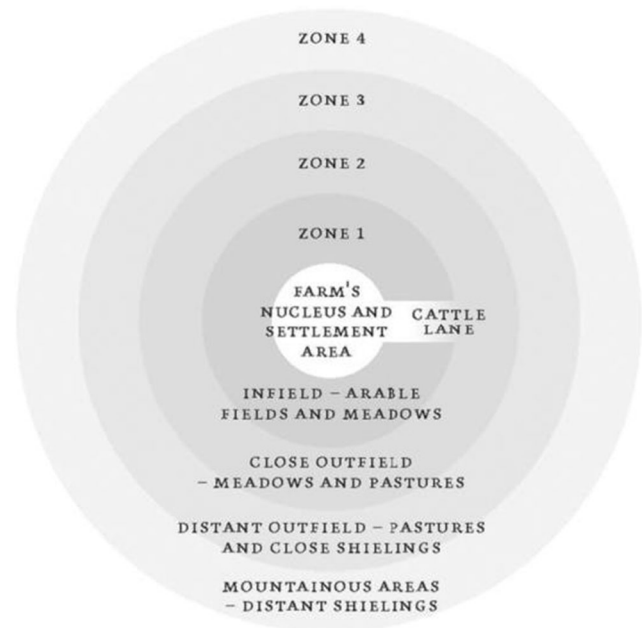 ZONE 4
ZONE 3
ZONE 2
ZONE 1
FARM'S
NUCLEUS AND
SETTLEMENT
AREA
CATTLE
LANE
INFIELD – ARABLE
FIELDS AND MEADOWS
CLOSE OUTFIELD
– MEADOWS AND PASTURES
DISTANT OUTFIELD – PASTURES
AND CLOSE SHIELINGS
MOUNTAINOUS AREAS
– DISTANT SHIELINGS